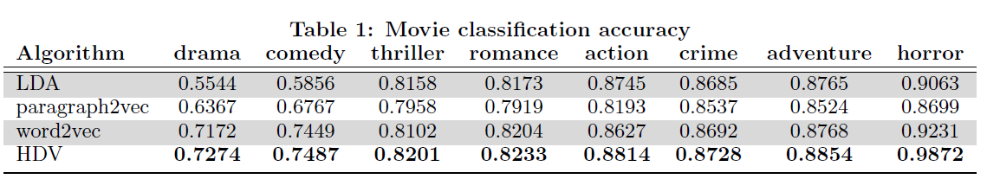 Table 1: Movie classification accuracy
Algorithm drama comedy thriller romance action crime adventure horror
LDA 0.5544 0.5856 0.8158 0.8173 0.8745 0.8685 0.8765 0.9063
paragraph2vec 0.6367 0.6767 0.7958 0.7919 0.8193 0.8537 0.8524 0.8699
word2vec 0.7172 0.7449 0.8102 0.8204 0.8627 0.8692 0.8768 0.9231
HDV 0.7274 0.7487 0.8201 0.8233 0.8814 0.8728 0.8854 0.9872